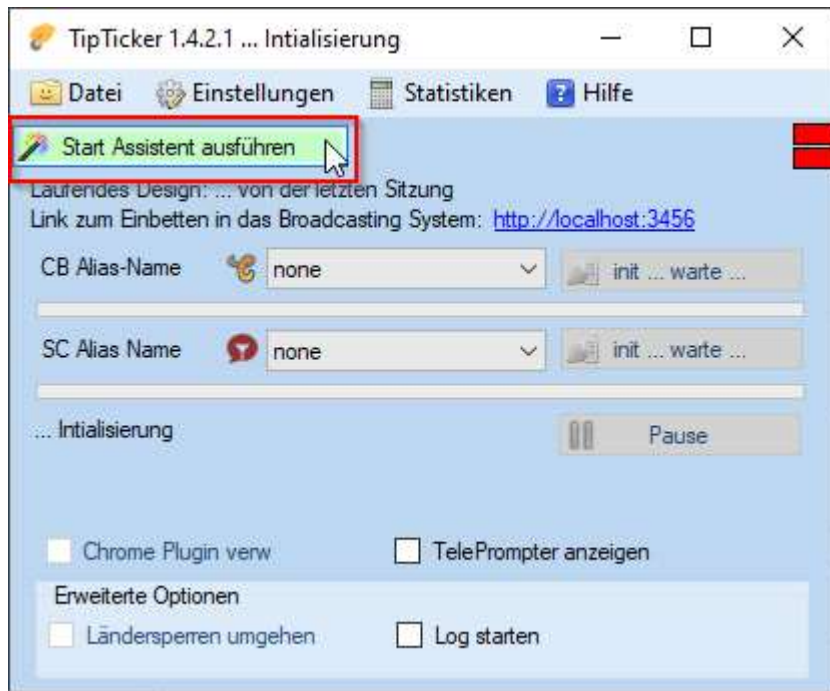 TipTicker 1.4.2.1 ... Intialisierung
Datei Einstellungen Statistiken Hilfe
Start Assistent ausführen
Laufendes Design: ... von der letzten Sitzung
Link zum Einbetten in das Broadcasting System: http://localhost:3456
CB Alias-Name none init ... warte ...
SC Alias Name none init ... warte ...
... Intialisierung Pause
Chrome Plugin verw TelePrompter anzeigen
Erweiterte Optionen
Ländersperren umgehen Log starten